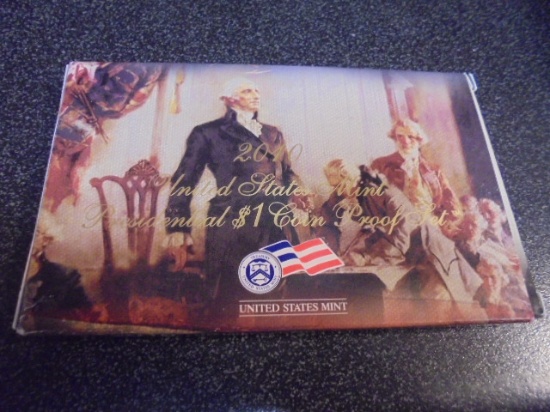 2010
United States Mint
Presidential $1 Coin Proof Set
UNITED STATES MINT